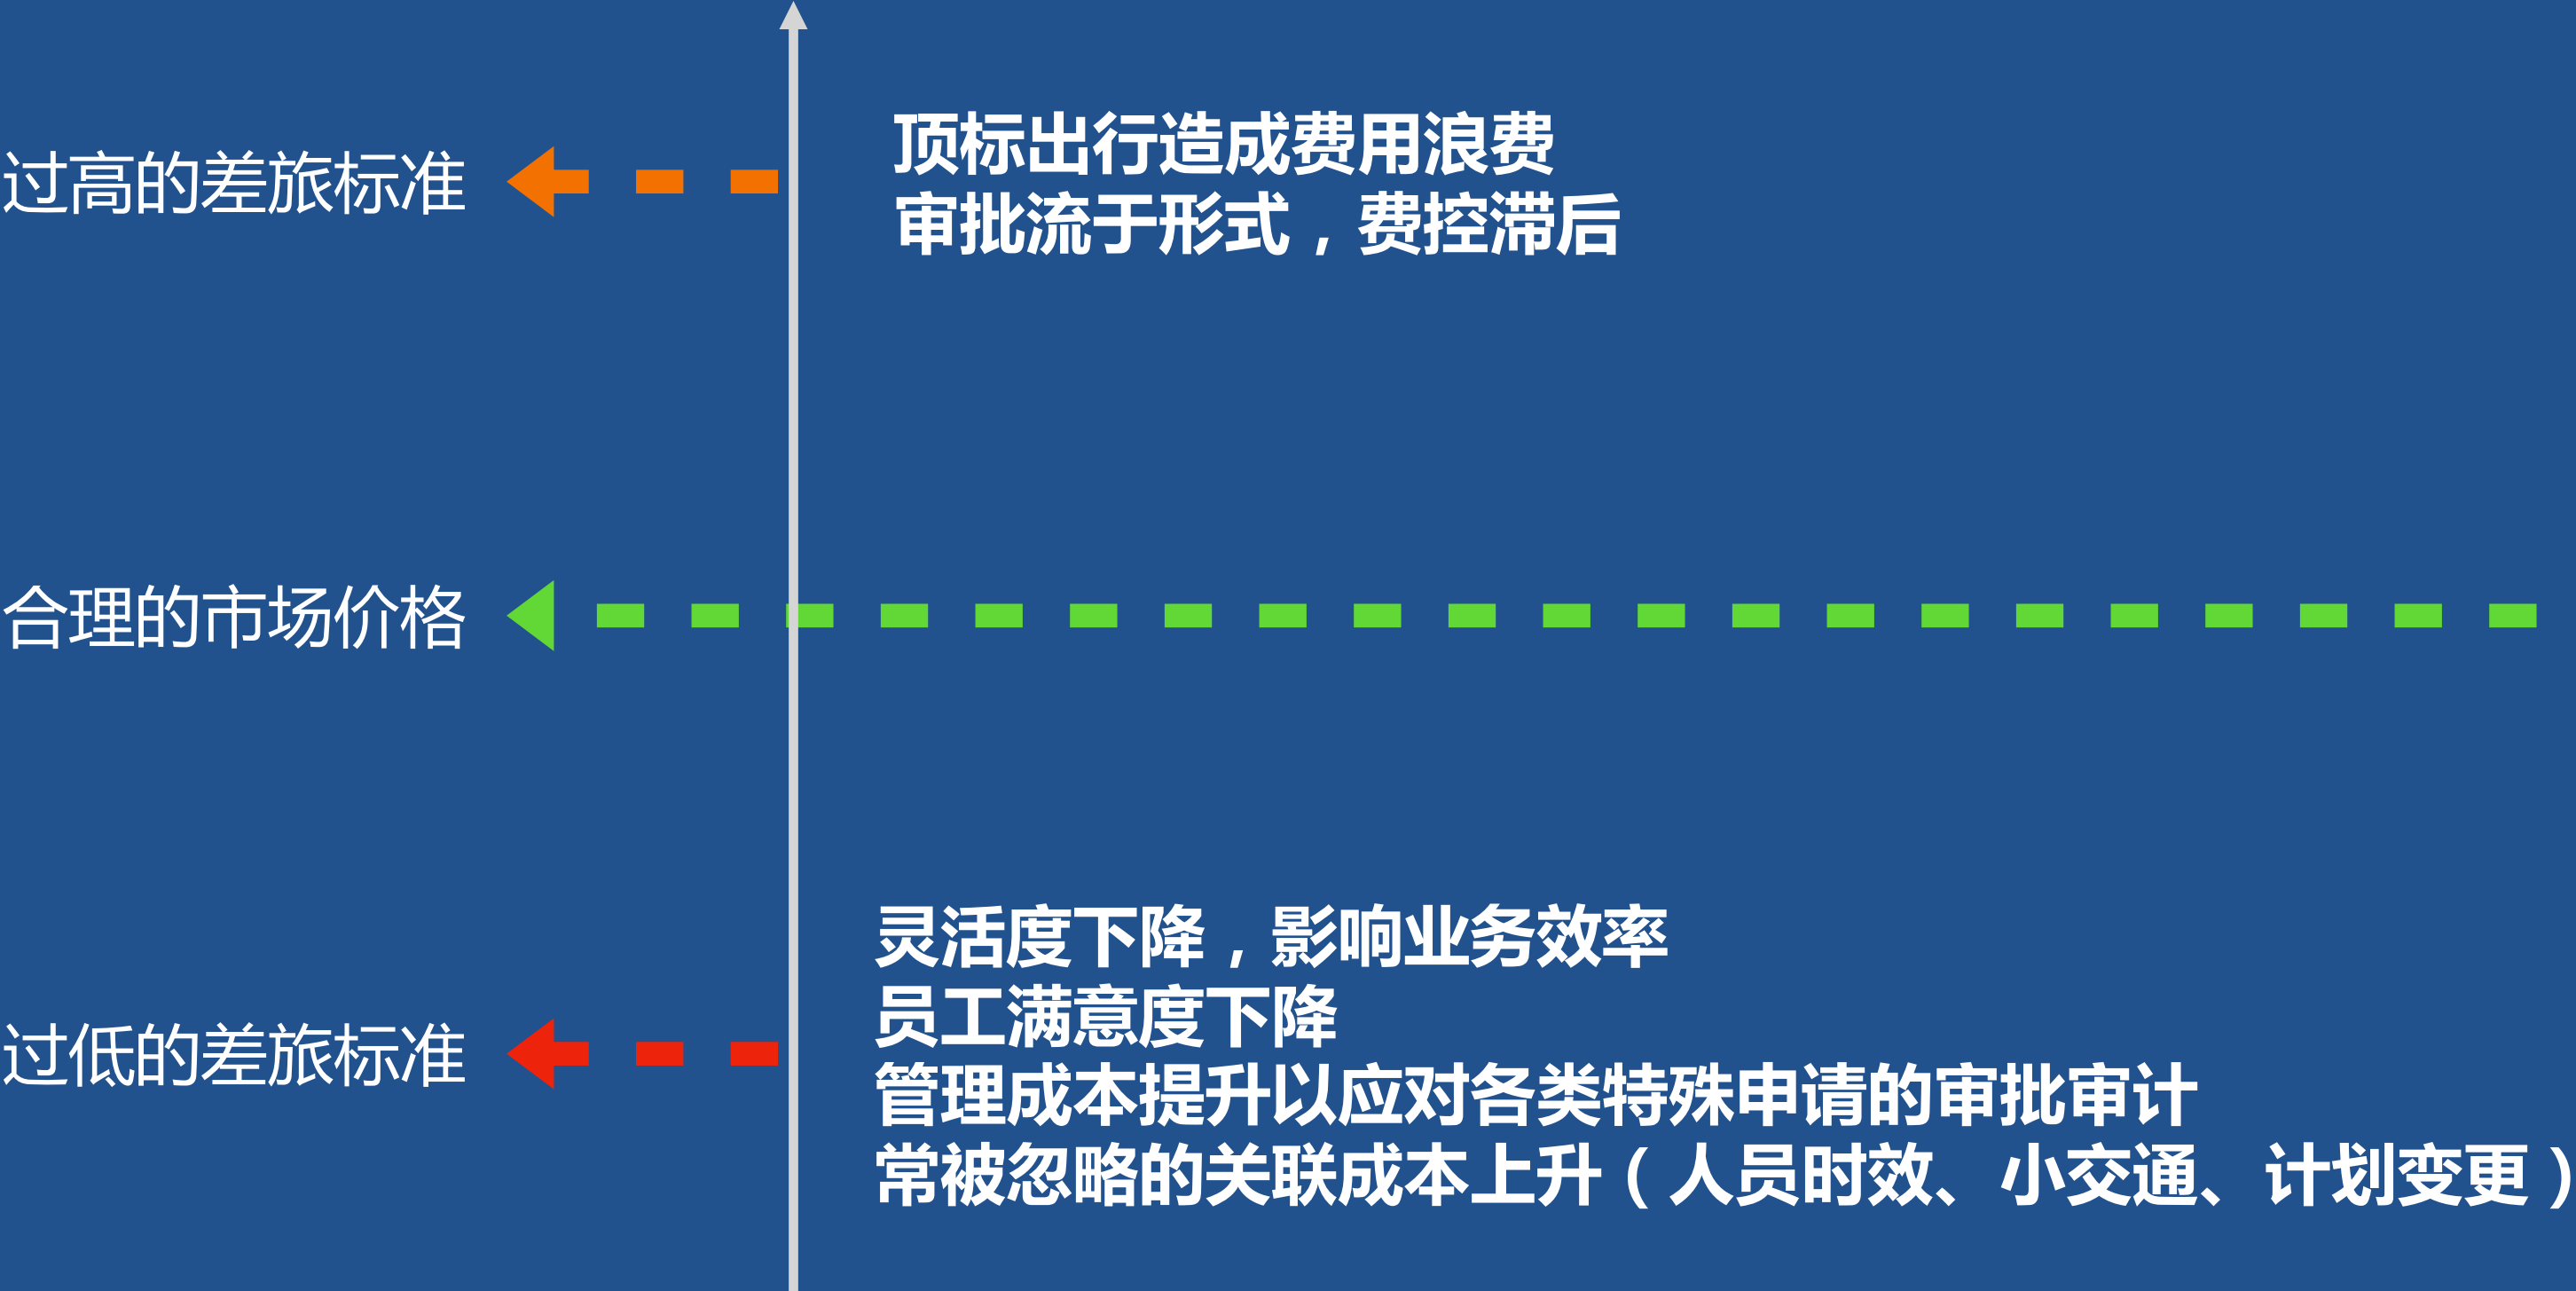 过高的差旅标准
顶标出行造成费用浪费
审批流于形式，费控滞后
合理的市场价格
过低的差旅标准
灵活度下降，影响业务效率
员工满意度下降
管理成本提升以应对各类特殊申请的审批审计
常被忽略的关联成本上升（人员时效、小交通、计划变更）